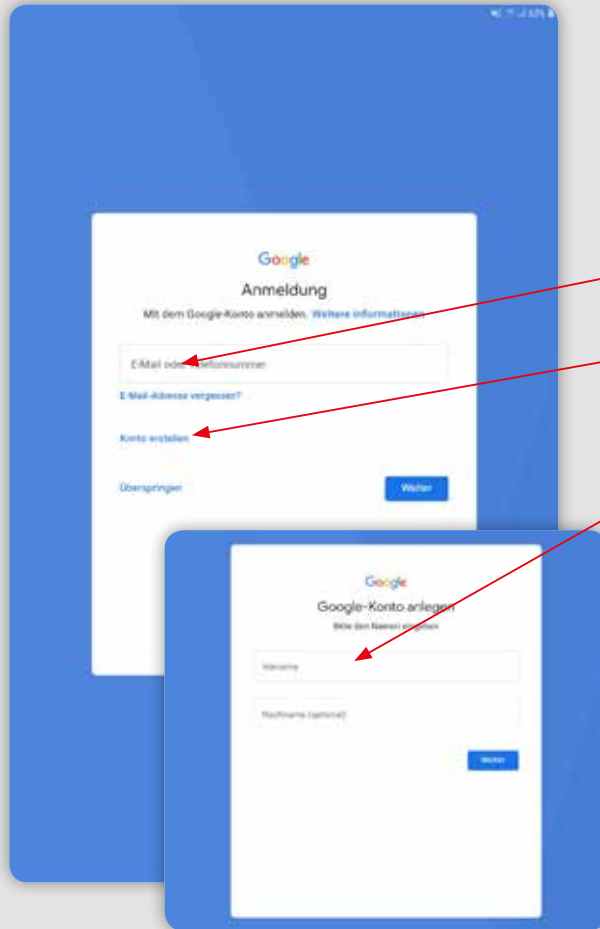 62%
Google
Anmeldung
Mit dem Google-Konto anmelden. Weitere Informationen
E-Mail oder Telefonnummer
E-Mail-Adresse vergessen?
Konto erstellen
Überspringen
Weiter
Google
Google-Konto anlegen
Bitte den Namen eingeben
Vorname
Nachname (optional)
Weiter